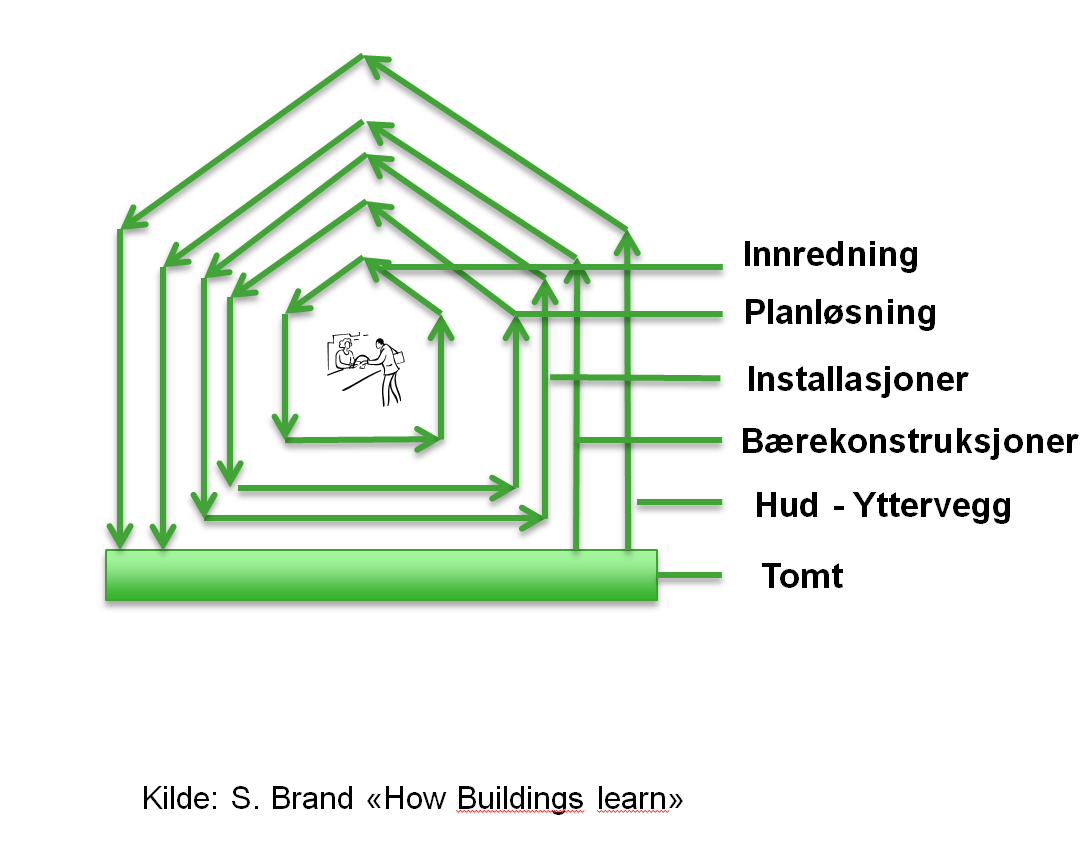 Innredning
Planløsning
Installasjoner
Bærekonstruksjoner
Hud - Yttervegg
Tomt
Kilde: S. Brand «How Buildings learn»